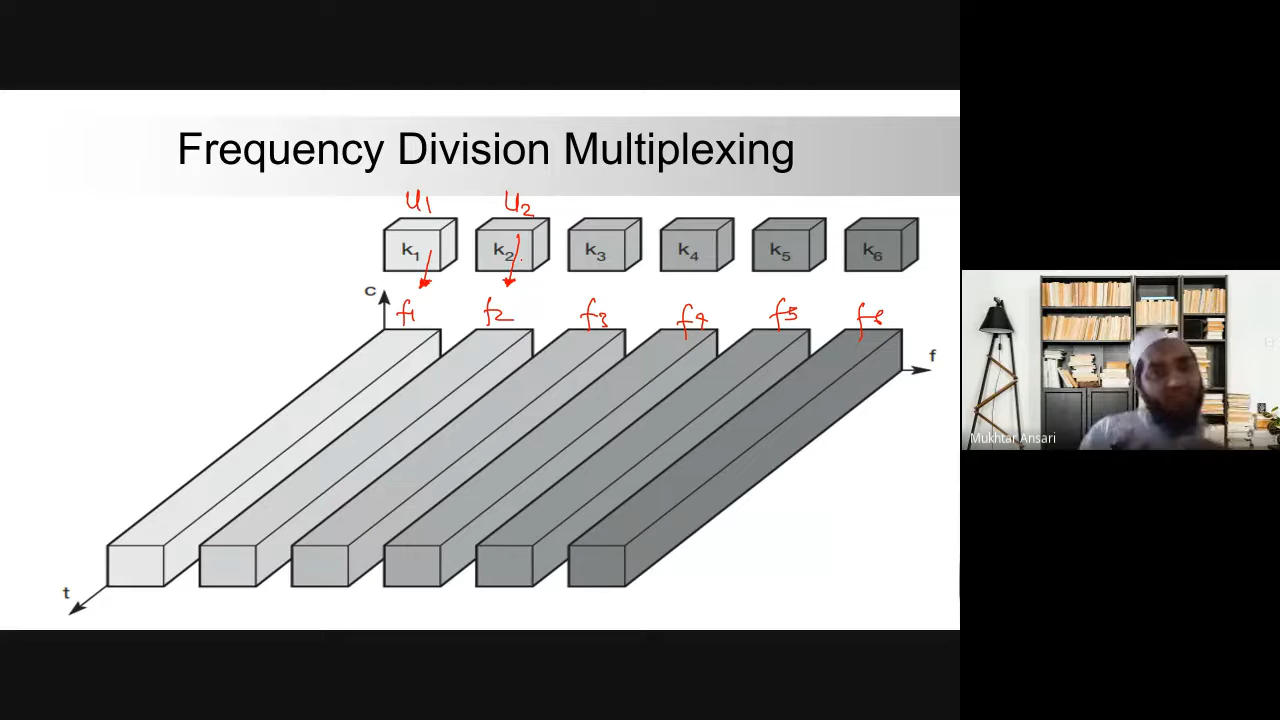 Frequency Division Multiplexing
u1 u2
k1 k2 k3 k4 k5 k6
c
f1 f2 f3 f4 f5 f6
f
Mukhtar Ansari
t